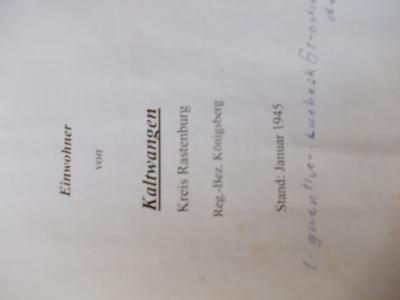 Einwohner
von
Kaltwangen
Kreis Rastenburg
Reg.-Bez. Königsberg
Stand: Januar 1945